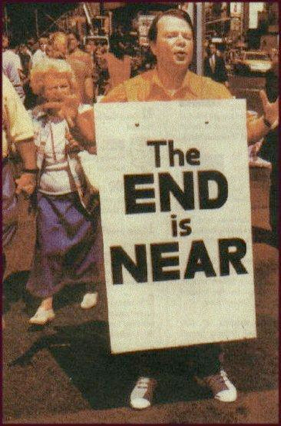 The
END
is
NEAR